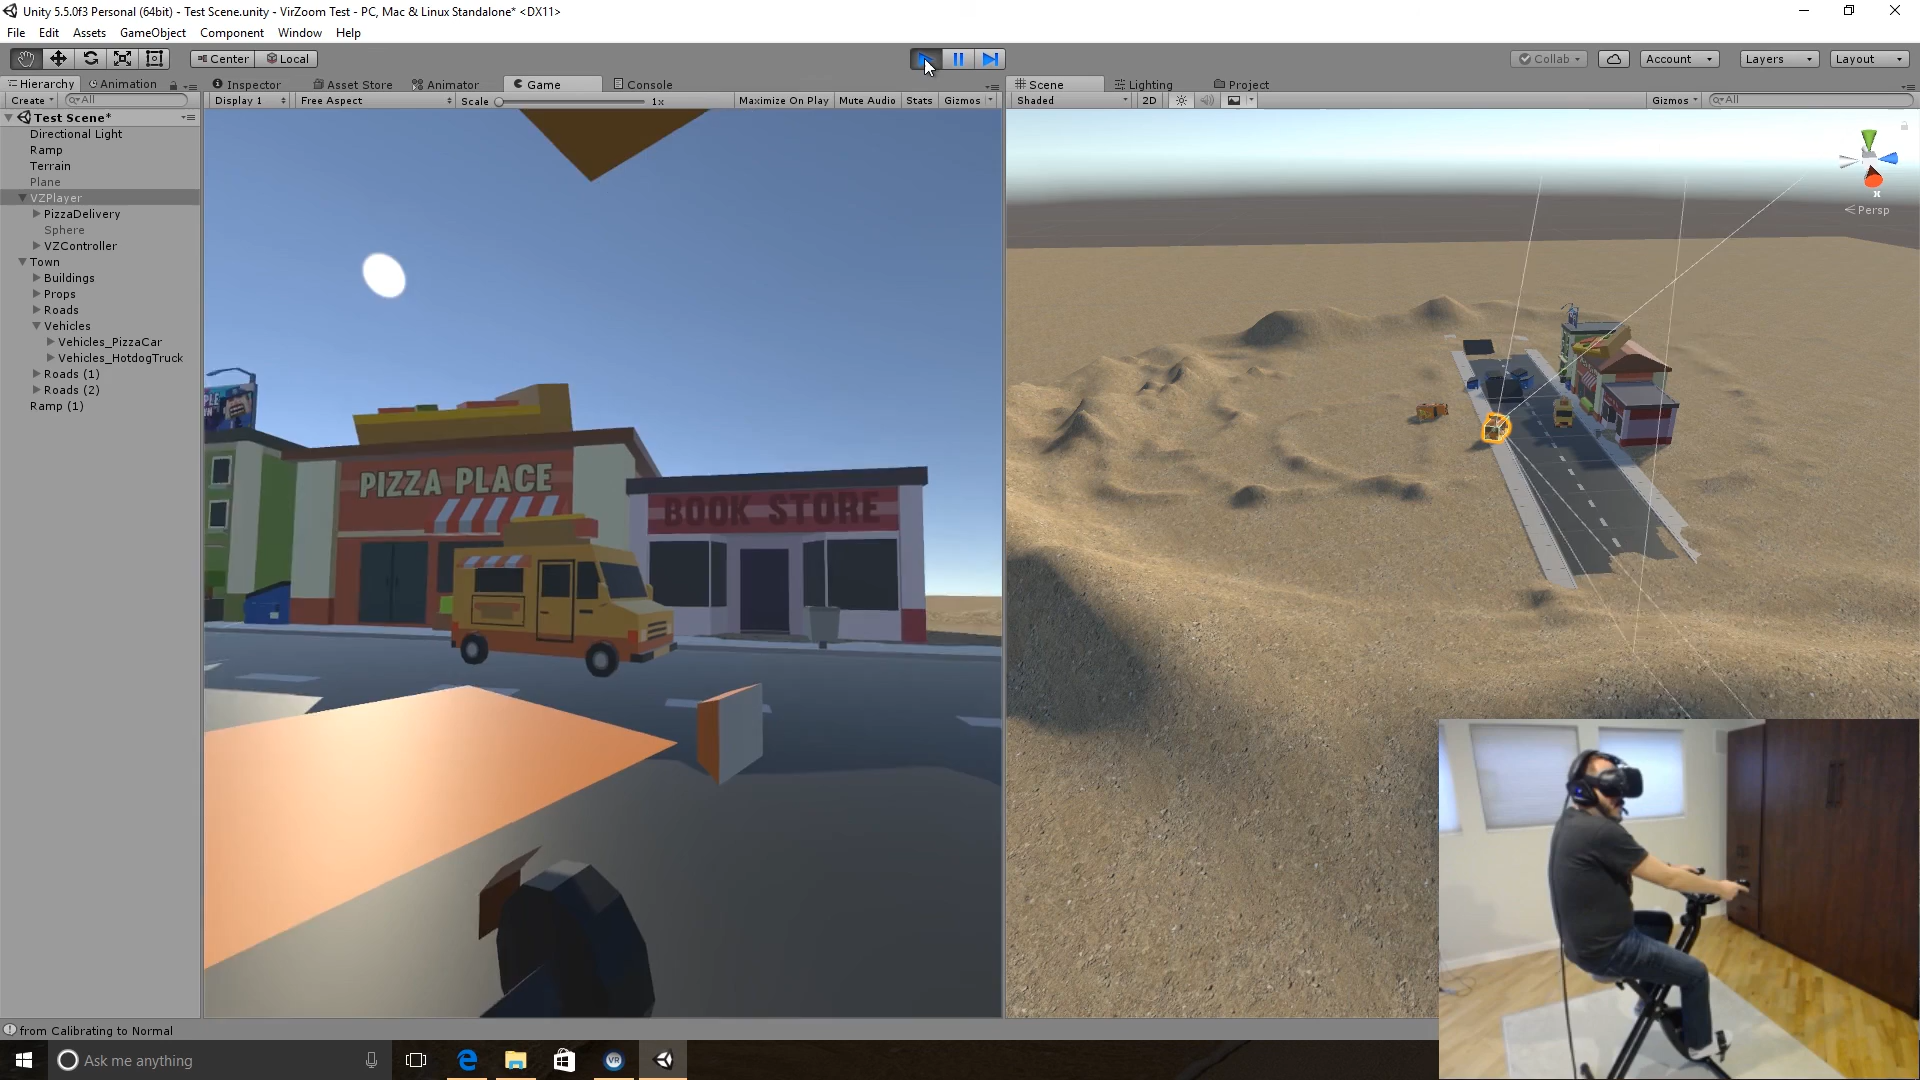 Unity 5.5.0f3 Personal (64bit) - Test Scene.unity - VirZoom Test - PC, Mac & Linux Standalone* <DX11>
File Edit Assets GameObject Component Window Help
Center Local Collab Account Layers Layout
Hierarchy Animation Inspector Asset Store Animator Game Console Scene Lighting Project
Create All Display 1 Free Aspect Scale 1x Maximize On Play Mute Audio Stats Gizmos Shaded 2D Gizmos All
Test Scene*
Directional Light
Ramp
Terrain
Plane
VZPlayer
PizzaDelivery
Sphere
VZController
Town
Buildings
Props
Roads
Vehicles
Vehicles_PizzaCar
Vehicles_HotdogTruck
Roads (1)
Roads (2)
Ramp (1)
PIZZA PLACE
BOOK STORE
x
Persp
from Calibrating to Normal
Ask me anything
VR